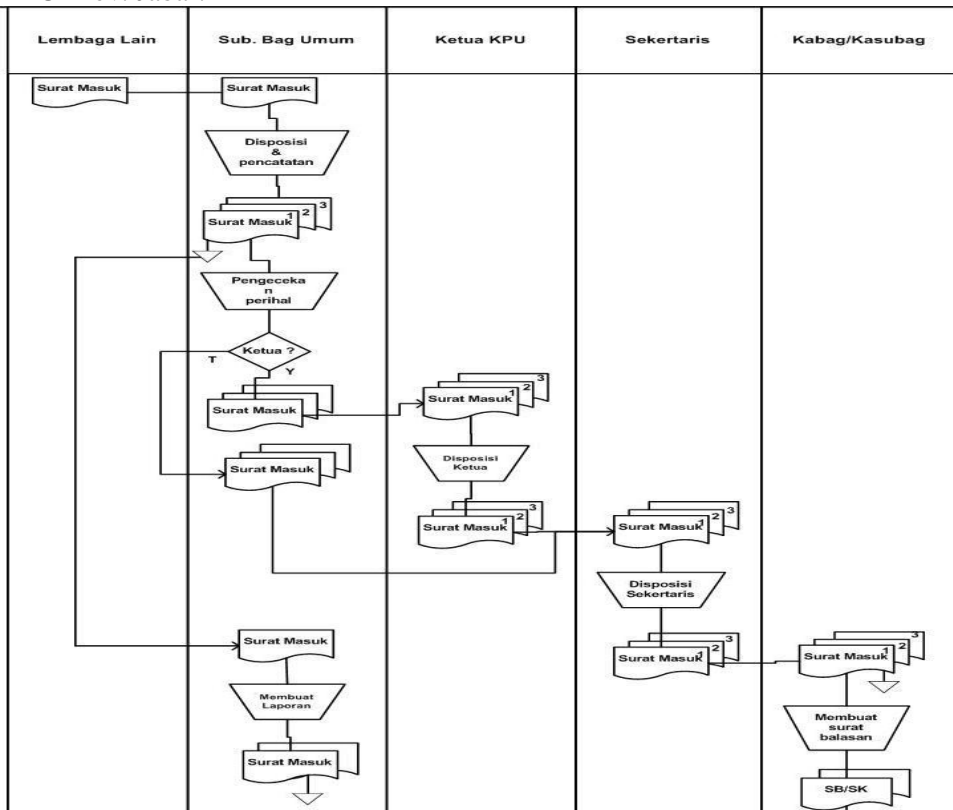 Lembaga Lain
Sub. Bag Umum
Ketua KPU
Sekertaris
Kabag/Kasubag
Surat Masuk
Surat Masuk
Disposisi
&
pencatatan
3
2
1
Surat Masuk
Pengeceka
n
perihal
Ketua ?
T
Y
Surat Masuk
3
2
1
Surat Masuk
Disposisi
Ketua
Surat Masuk
3
2
1
Surat Masuk
3
2
1
Surat Masuk
Disposisi
Sekertaris
Surat Masuk
3
2
1
Surat Masuk
3
2
1
Surat Masuk
Membuat
Laporan
Membuat
surat
balasan
Surat Masuk
SB/SK